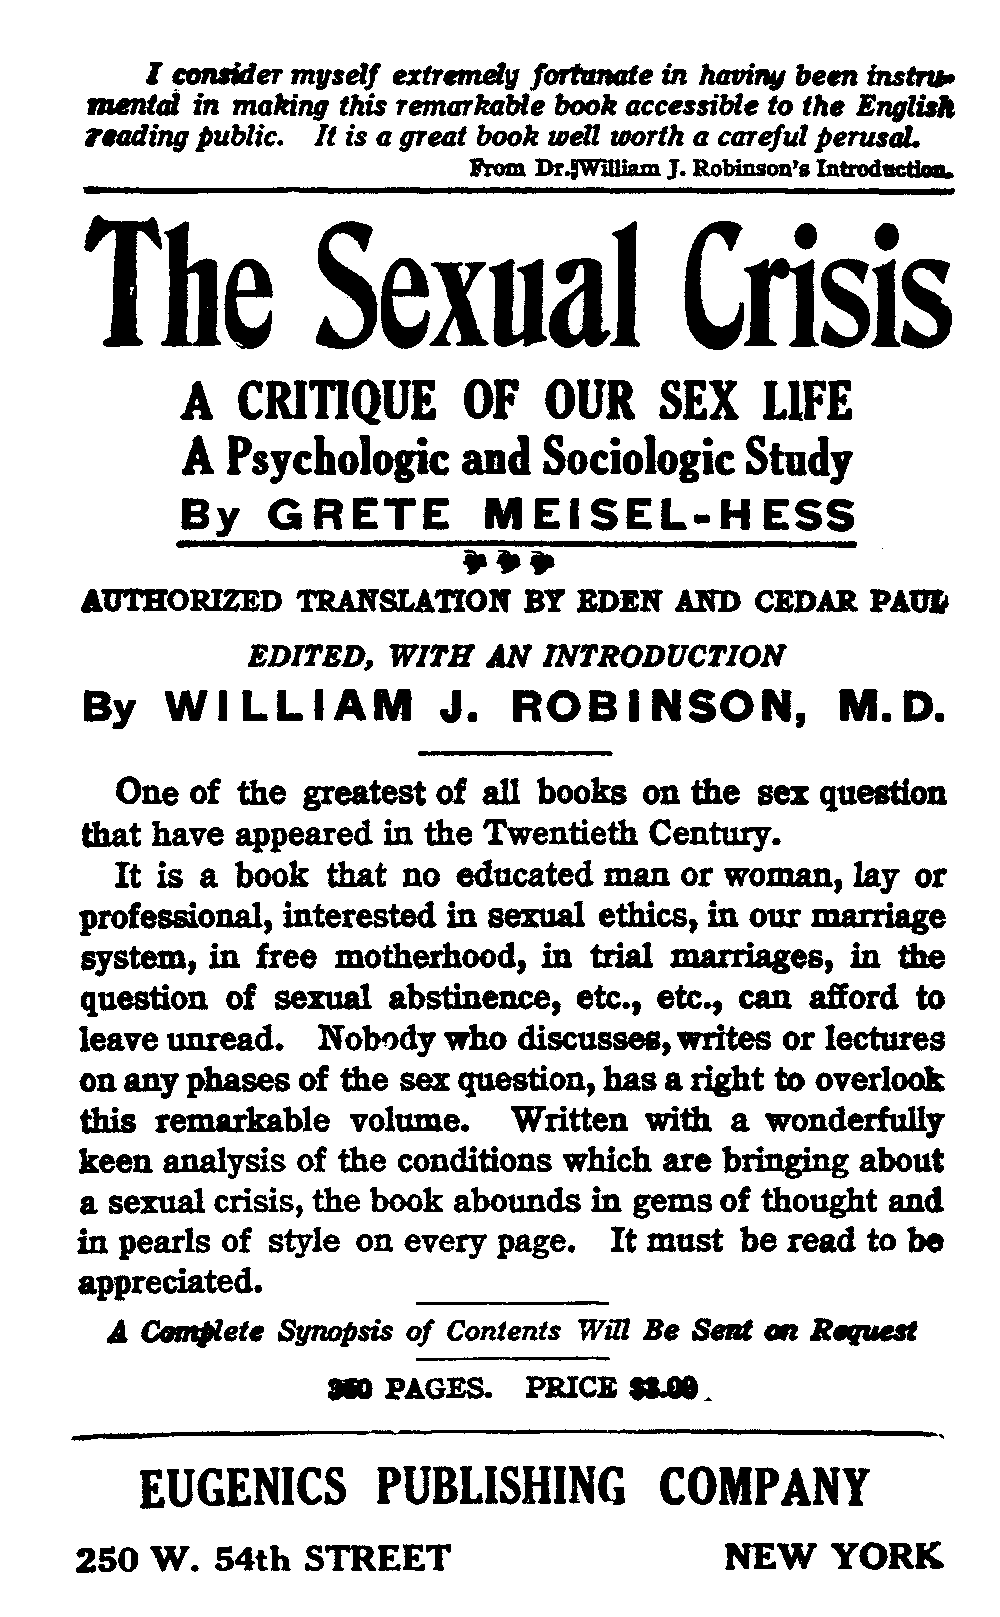 I consider myself extremely fortunate in having been instru-
mental in making this remarkable book accessible to the English
reading public. It is a great book well worth a careful perusal.
From Dr. William J. Robinson's Introduction.
The Sexual Crisis
A CRITIQUE OF OUR SEX LIFE
A Psychologic and Sociologic Study
By GRETE MEISEL-HESS
AUTHORIZED TRANSLATION BY EDEN AND CEDAR PAUL
EDITED, WITH AN INTRODUCTION
By WILLIAM J. ROBINSON, M.D.
One of the greatest of all books on the sex question
that have appeared in the Twentieth Century.
It is a book that no educated man or woman, lay or
professional, interested in sexual ethics, in our marriage
system, in free motherhood, in trial marriages, in the
question of sexual abstinence, etc., etc., can afford to
leave unread. Nobody who discusses, writes or lectures
on any phases of the sex question, has a right to overlook
this remarkable volume. Written with a wonderfully
keen analysis of the conditions which are bringing about
a sexual crisis, the book abounds in gems of thought and
in pearls of style on every page. It must be read to be
appreciated.
A Complete Synopsis of Contents Will Be Sent on Request
PAGES. PRICE
EUGENICS PUBLISHING COMPANY
250 W. 54th STREET NEW YORK